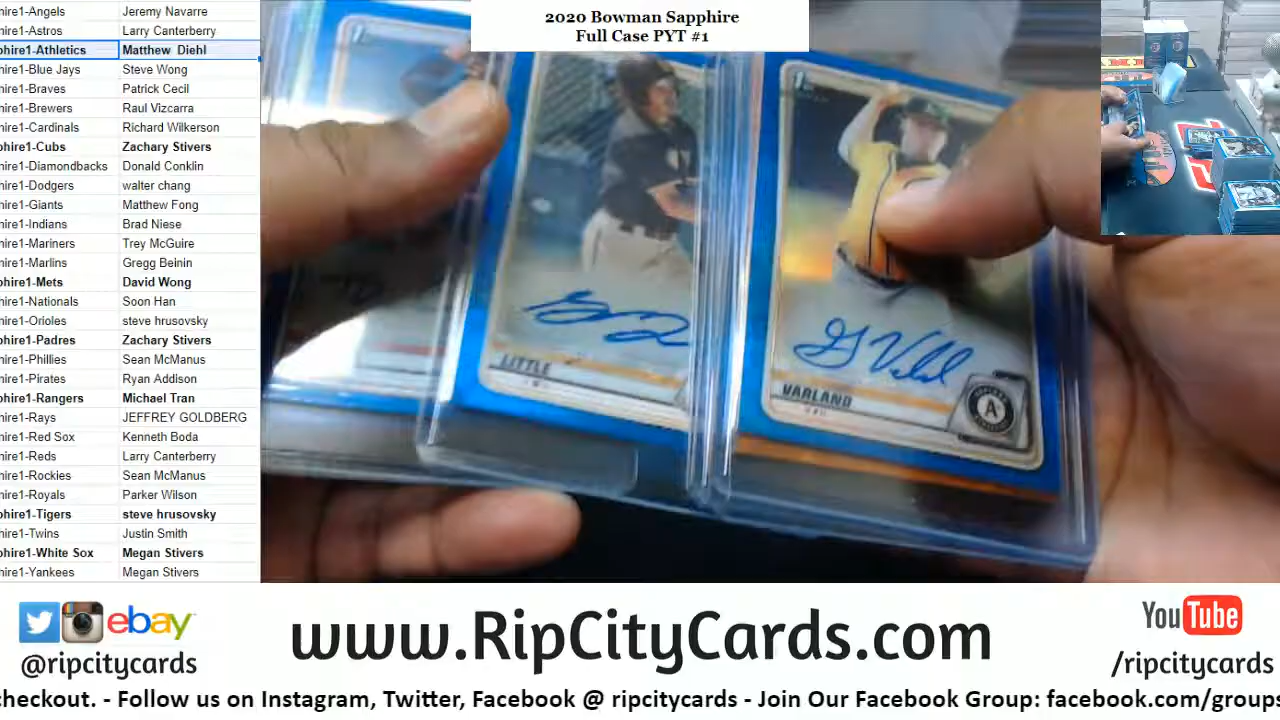 2020 Bowman Sapphire
Full Case PYT #1
hire1-Angels Jeremy Navarre
hire1-Astros Larry Canterberry
phire1-Athletics Matthew Diehl
hire1-Blue Jays Steve Wong
hire1-Braves Patrick Cecil
hire1-Brewers Raul Vizcarra
hire1-Cardinals Richard Wilkerson
phire1-Cubs Zachary Stivers
hire1-Diamondbacks Donald Conklin
hire1-Dodgers walter chang
hire1-Giants Matthew Fong
hire1-Indians Brad Niese
hire1-Mariners Trey McGuire
hire1-Marlins Gregg Beinin
phire1-Mets David Wong
hire1-Nationals Soon Han
hire1-Orioles steve hrusovsky
phire1-Padres Zachary Stivers
hire1-Phillies Sean McManus
hire1-Pirates Ryan Addison
phire1-Rangers Michael Tran
hire1-Rays JEFFREY GOLDBERG
hire1-Red Sox Kenneth Boda
hire1-Reds Larry Canterberry
hire1-Rockies Sean McManus
hire1-Royals Parker Wilson
phire1-Tigers steve hrusovsky
hire1-Twins Justin Smith
phire1-White Sox Megan Stivers
hire1-Yankees Megan Stivers
1st
LITTLE
VARLAND
A
ebay
@ripcitycards
www.RipCityCards.com
YouTube
/ripcitycards
checkout. - Follow us on Instagram, Twitter, Facebook @ ripcitycards - Join Our Facebook Group: facebook.com/groups